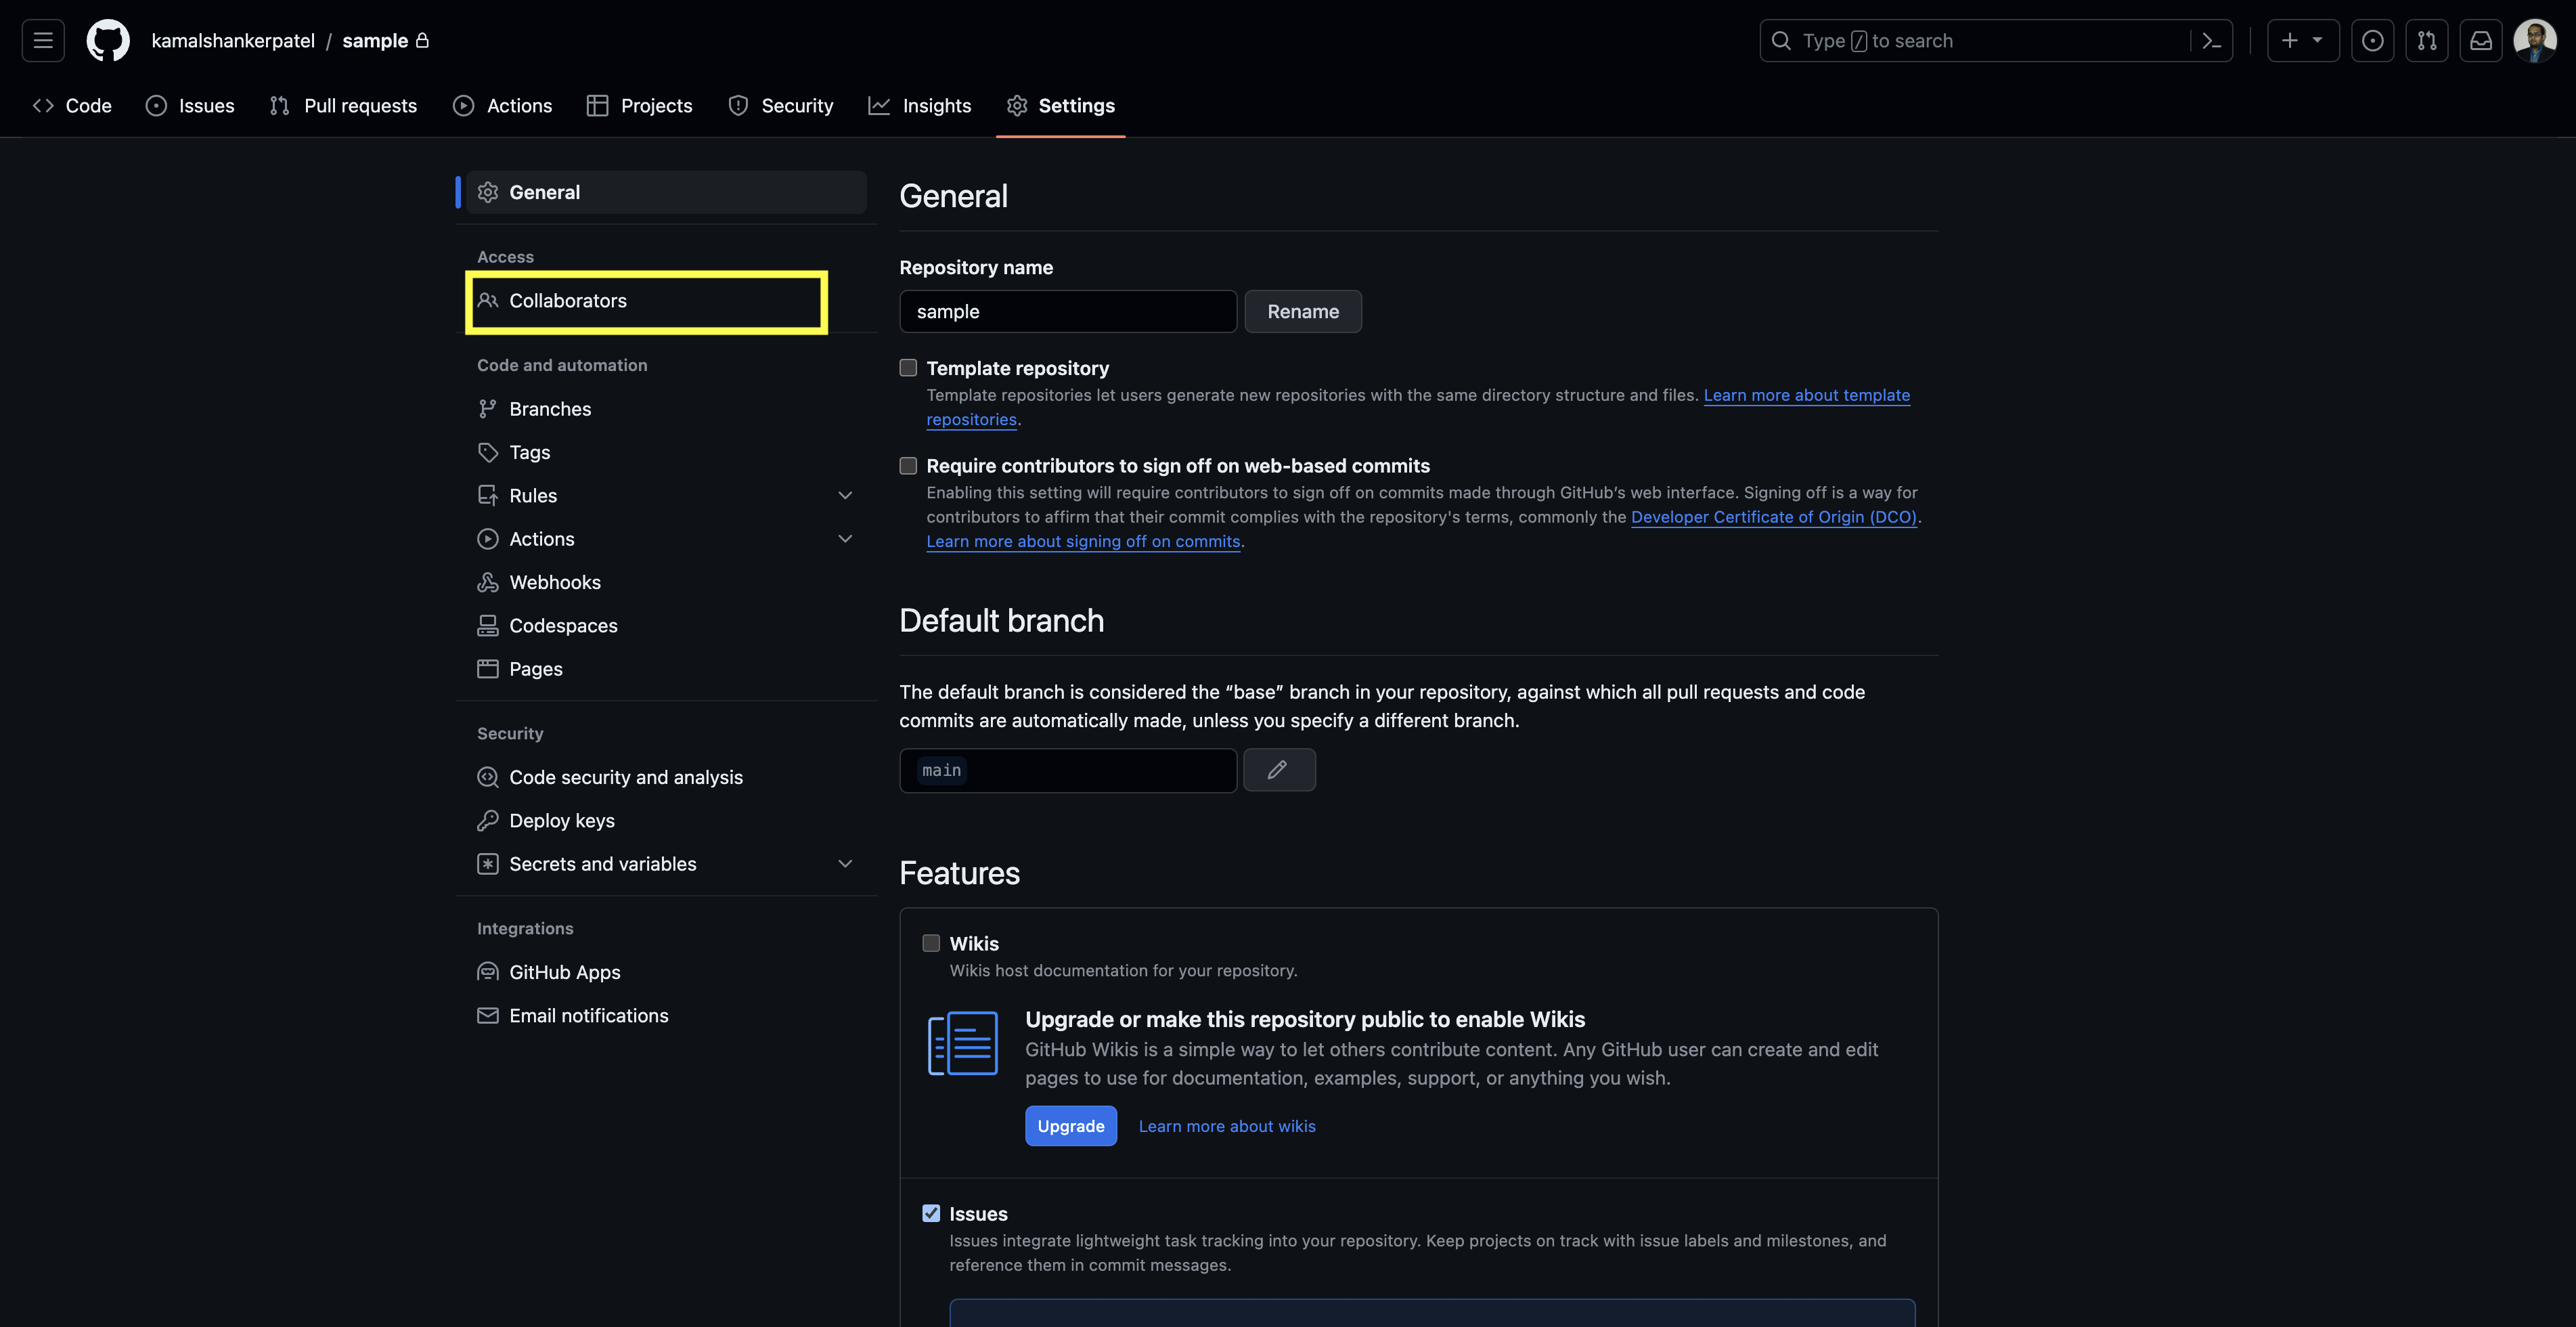 kamalshankerpatel / sample
Type / to search
Code
Issues
Pull requests
Actions
Projects
Security
Insights
Settings
General
Access
Collaborators
Code and automation
Branches
Tags
Rules
Actions
Webhooks
Codespaces
Pages
Security
Code security and analysis
Deploy keys
Secrets and variables
Integrations
GitHub Apps
Email notifications
General
Repository name
sample
Rename
Template repository
Template repositories let users generate new repositories with the same directory structure and files. Learn more about template
repositories.
Require contributors to sign off on web-based commits
Enabling this setting will require contributors to sign off on commits made through GitHub’s web interface. Signing off is a way for
contributors to affirm that their commit complies with the repository's terms, commonly the Developer Certificate of Origin (DCO).
Learn more about signing off on commits.
Default branch
The default branch is considered the “base” branch in your repository, against which all pull requests and code
commits are automatically made, unless you specify a different branch.
main
Features
Wikis
Wikis host documentation for your repository.
Upgrade or make this repository public to enable Wikis
GitHub Wikis is a simple way to let others contribute content. Any GitHub user can create and edit
pages to use for documentation, examples, support, or anything you wish.
Upgrade
Learn more about wikis
Issues
Issues integrate lightweight task tracking into your repository. Keep projects on track with issue labels and milestones, and
reference them in commit messages.